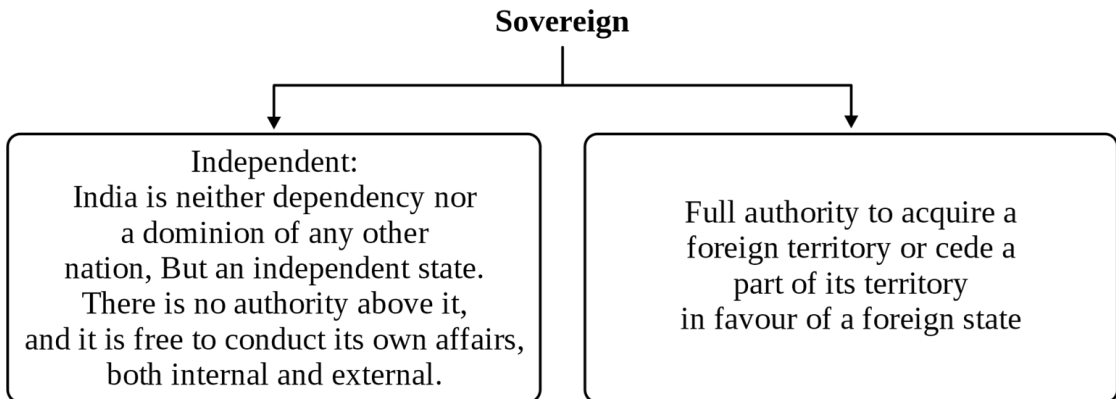 Sovereign
Independent:
India is neither dependency nor
a dominion of any other
nation, But an independent state.
There is no authority above it,
and it is free to conduct its own affairs,
both internal and external.
Full authority to acquire a
foreign territory or cede a
part of its territory
in favour of a foreign state